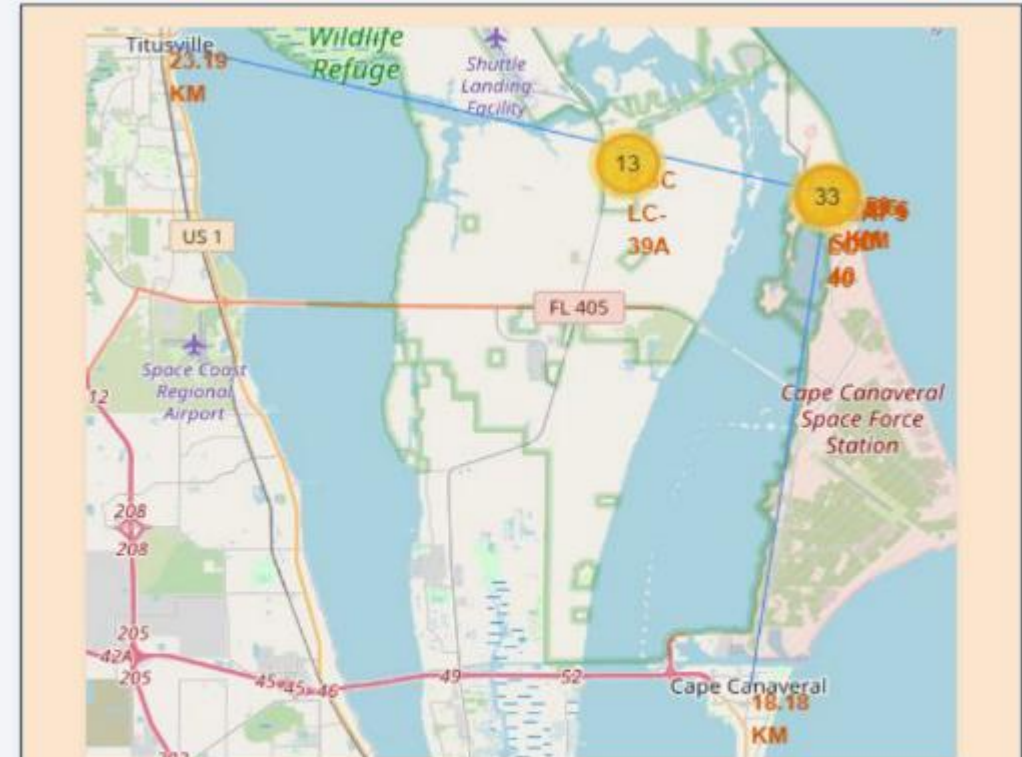 Titusville
23.19
KM
Wildlife
Refuge
Shuttle
Landing
Facility
13
LC-
39A
33
KM
40
US 1
FL 405
Space Coast
Regional
Airport
12
Cape Canaveral
Space Force
Station
208
208
205
42A
205
45
45
46
49
52
Cape Canaveral
18.18
KM